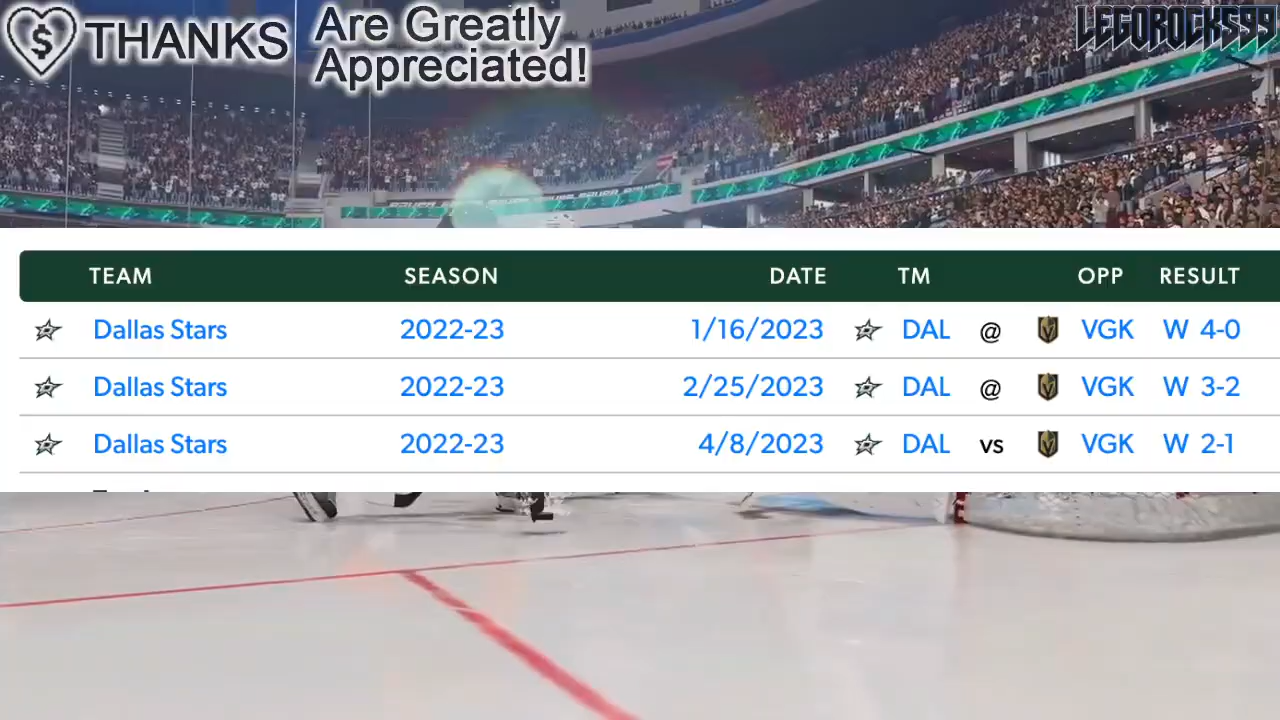 $ THANKS
Are Greatly
Appreciated!
LEGOROCKS99
TEAM SEASON DATE TM OPP RESULT
Dallas Stars 2022-23 1/16/2023 DAL @ VGK W 4-0
Dallas Stars 2022-23 2/25/2023 DAL @ VGK W 3-2
Dallas Stars 2022-23 4/8/2023 DAL vs VGK W 2-1